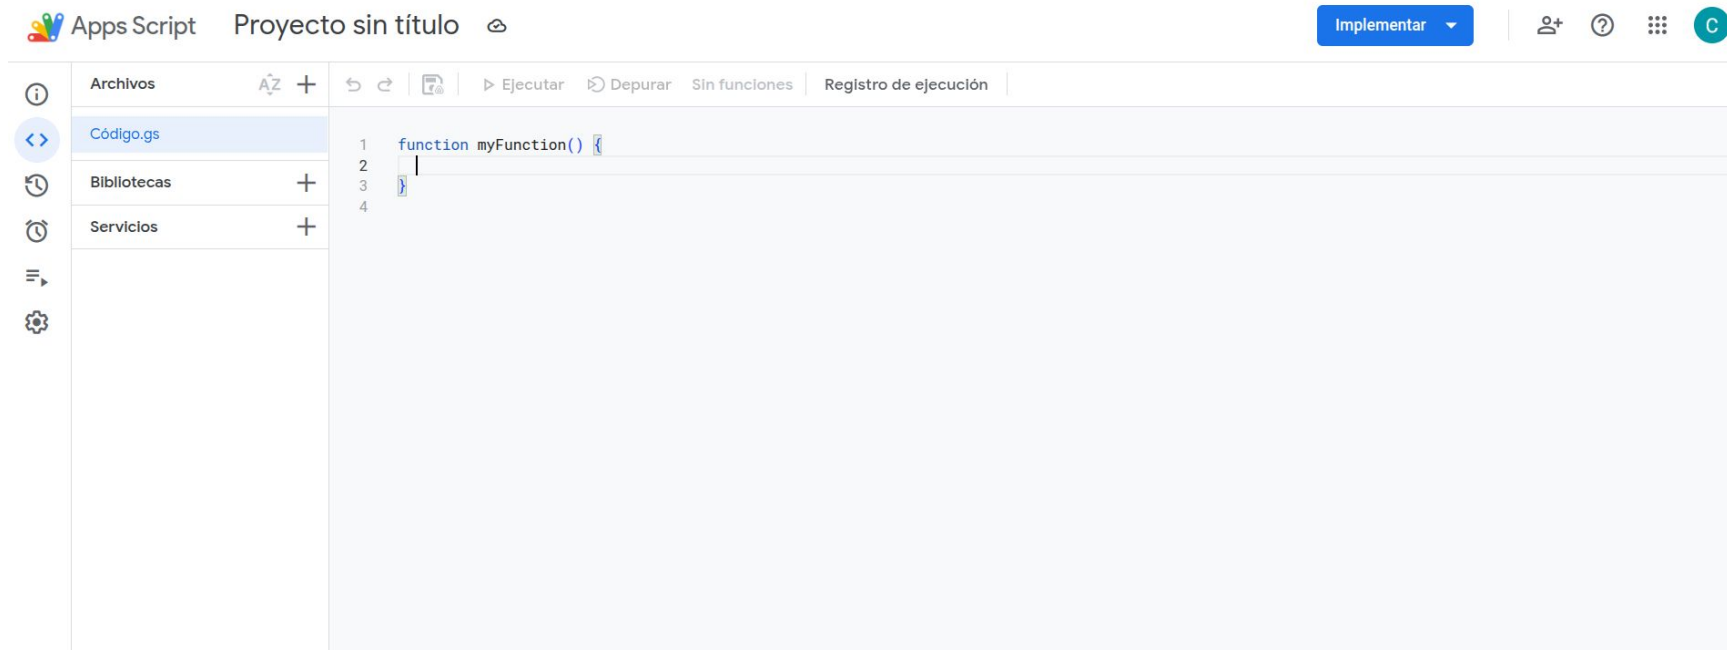 Apps Script Proyecto sin título Implementar C
Archivos AZ Ejecutar Depurar Sin funciones Registro de ejecución
Código.gs
1 function myFunction() {
Bibliotecas
2
3 }
4
Servicios